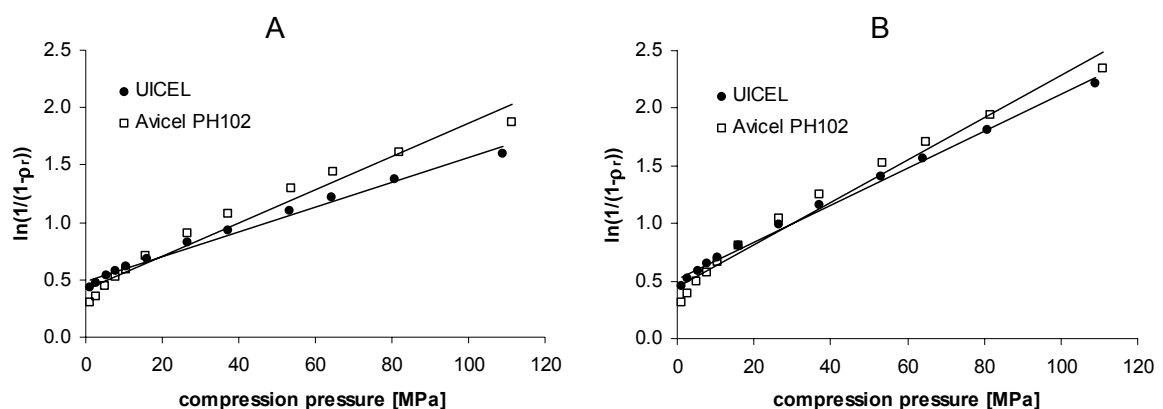 A
2.5
2.0
1.5
1.0
0.5
0.0
ln(1/(1-ρr))
UICEL
Avicel PH102
0 20 40 60 80 100 120
compression pressure [MPa]
B
2.5
2.0
1.5
1.0
0.5
0.0
ln(1/(1-ρr))
UICEL
Avicel PH102
0 20 40 60 80 100 120
compression pressure [MPa]